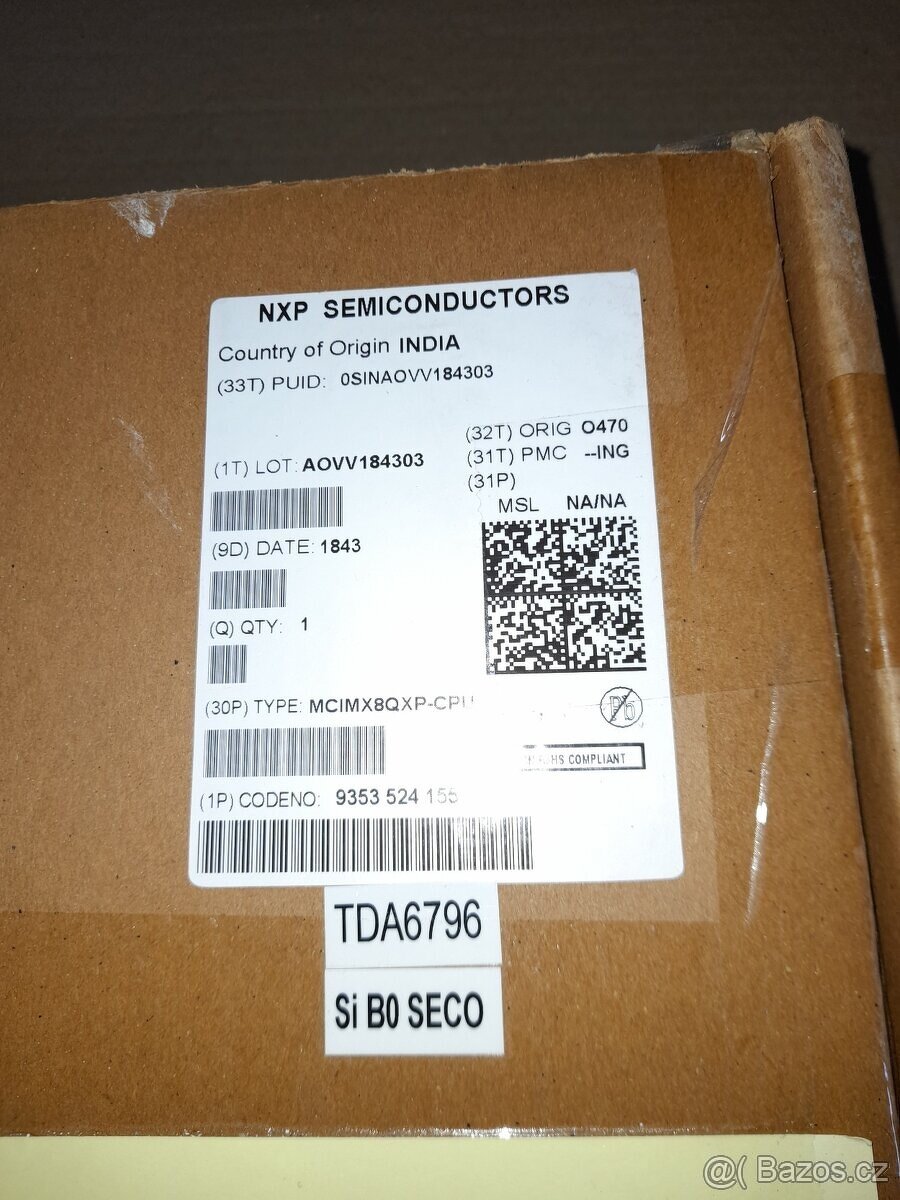 NXP SEMICONDUCTORS
Country of Origin INDIA
(33T) PUID: 0SINAOVV184303
(32T) ORIG O470
(1T) LOT: AOVV184303
(31T) PMC --ING
(31P)
MSL NA/NA
(9D) DATE: 1843
(Q) QTY: 1
(30P) TYPE: MCIMX8QXP-CPU
Pb
COMPLIANT
(1P) CODENO: 9353 524 155
TDA6796
Si B0 SECO
@( Bazos.cz